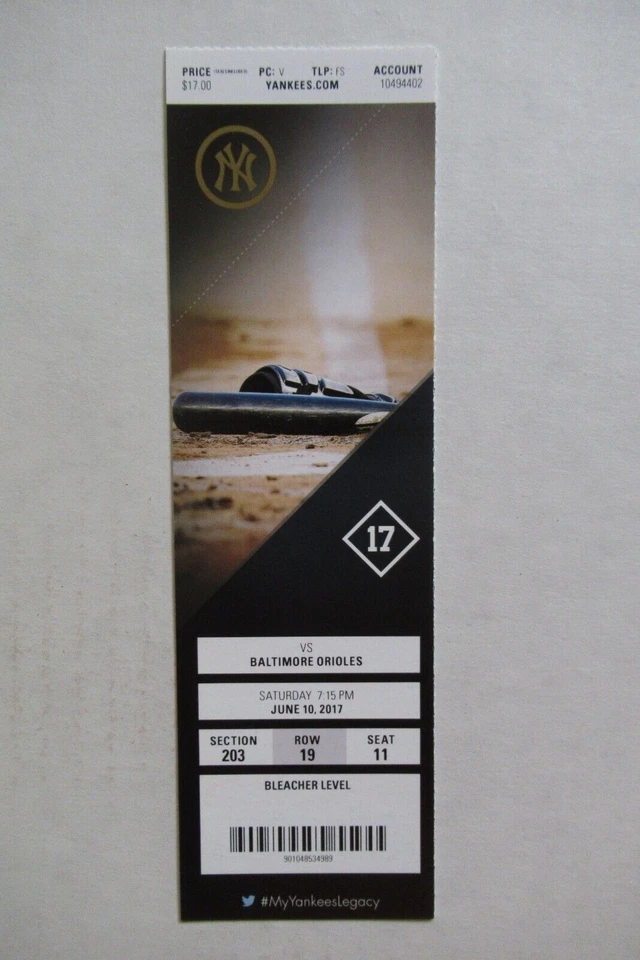 PRICE PC: V TLP: FS ACCOUNT
$17.00 YANKEES.COM 10494402
NY
17
VS
BALTIMORE ORIOLES
SATURDAY 7:15 PM
JUNE 10, 2017
SECTION ROW SEAT
203 19 11
BLEACHER LEVEL
901048534989
#MyYankeesLegacy